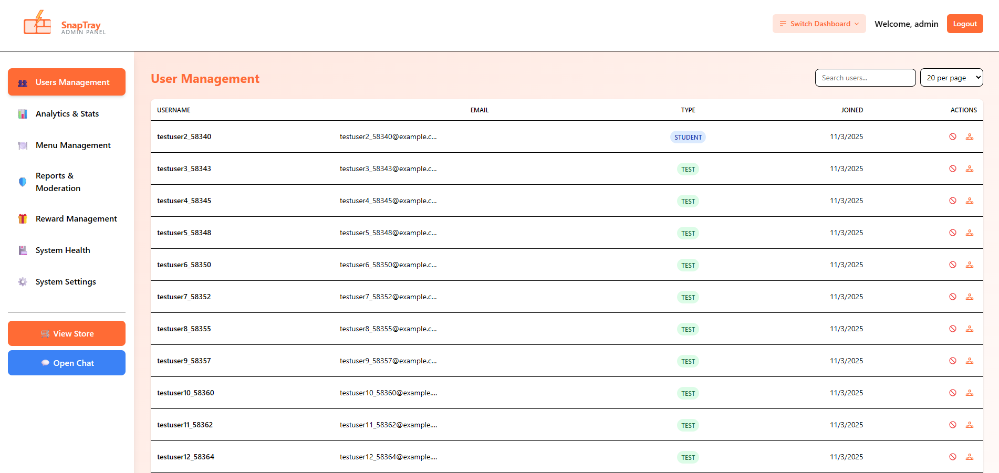 SnapTray
ADMIN PANEL
Switch Dashboard
Welcome, admin
Logout
Users Management
Analytics & Stats
Menu Management
Reports &
Moderation
Reward Management
System Health
System Settings
View Store
Open Chat
User Management
Search users...
20 per page
USERNAME EMAIL TYPE JOINED ACTIONS
testuser2_58340 testuser2_58340@example.c... STUDENT 11/3/2025
testuser3_58343 testuser3_58343@example.c... TEST 11/3/2025
testuser4_58345 testuser4_58345@example.c... TEST 11/3/2025
testuser5_58348 testuser5_58348@example.c... TEST 11/3/2025
testuser6_58350 testuser6_58350@example.c... TEST 11/3/2025
testuser7_58352 testuser7_58352@example.c... TEST 11/3/2025
testuser8_58355 testuser8_58355@example.c... TEST 11/3/2025
testuser9_58357 testuser9_58357@example.c... TEST 11/3/2025
testuser10_58360 testuser10_58360@example.... TEST 11/3/2025
testuser11_58362 testuser11_58362@example.... TEST 11/3/2025
testuser12_58364 testuser12_58364@example.... TEST 11/3/2025